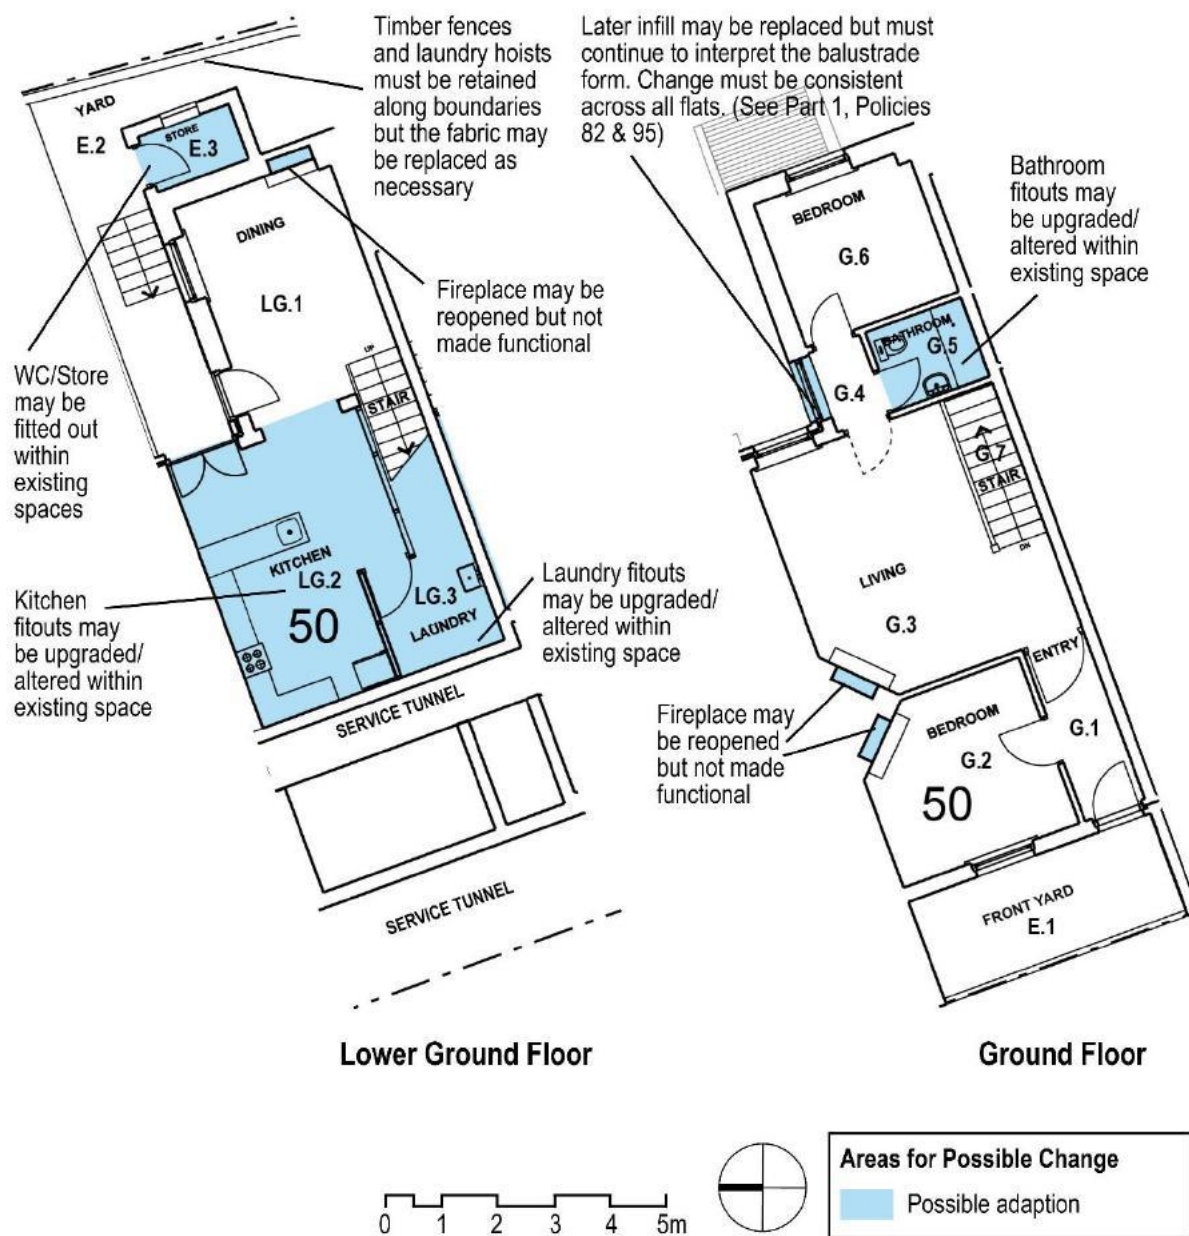 Timber fences
and laundry hoists
must be retained
along boundaries
but the fabric may
be replaced as
necessary
Later infill may be replaced but must
continue to interpret the balustrade
form. Change must be consistent
across all flats. (See Part 1, Policies
82 & 95)
YARD
E.2
STORE
E.3
DINING
LG.1
Fireplace may be
reopened but not
made functional
WC/Store
may be
fitted out
within
existing
spaces
UP
STAIR
KITCHEN
LG.2
50
LG.3
LAUNDRY
Kitchen
fitouts may
be upgraded/
altered within
existing space
Laundry fitouts
may be upgraded/
altered within
existing space
SERVICE TUNNEL
SERVICE TUNNEL
Lower Ground Floor
BEDROOM
G.6
Bathroom
fitouts may
be upgraded/
altered within
existing space
BATHROOM
G.5
G.4
G.7
STAIR
DN
LIVING
G.3
ENTRY
G.1
Fireplace may
be reopened
but not made
functional
BEDROOM
G.2
50
FRONT YARD
E.1
Ground Floor
0 1 2 3 4 5m
Areas for Possible Change
Possible adaption